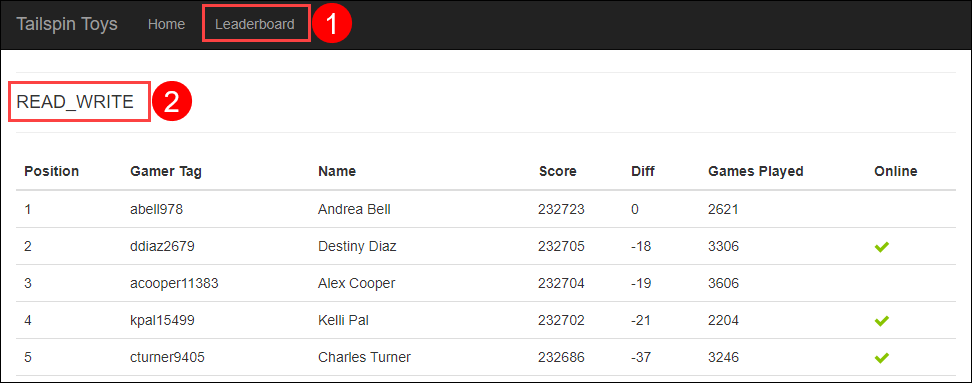 Tailspin Toys Home Leaderboard 1
READ_WRITE 2
Position Gamer Tag Name Score Diff Games Played Online
1 abell978 Andrea Bell 232723 0 2621
2 ddiaz2679 Destiny Diaz 232705 -18 3306
3 acooper11383 Alex Cooper 232704 -19 3606
4 kpal15499 Kelli Pal 232702 -21 2204
5 cturner9405 Charles Turner 232686 -37 3246